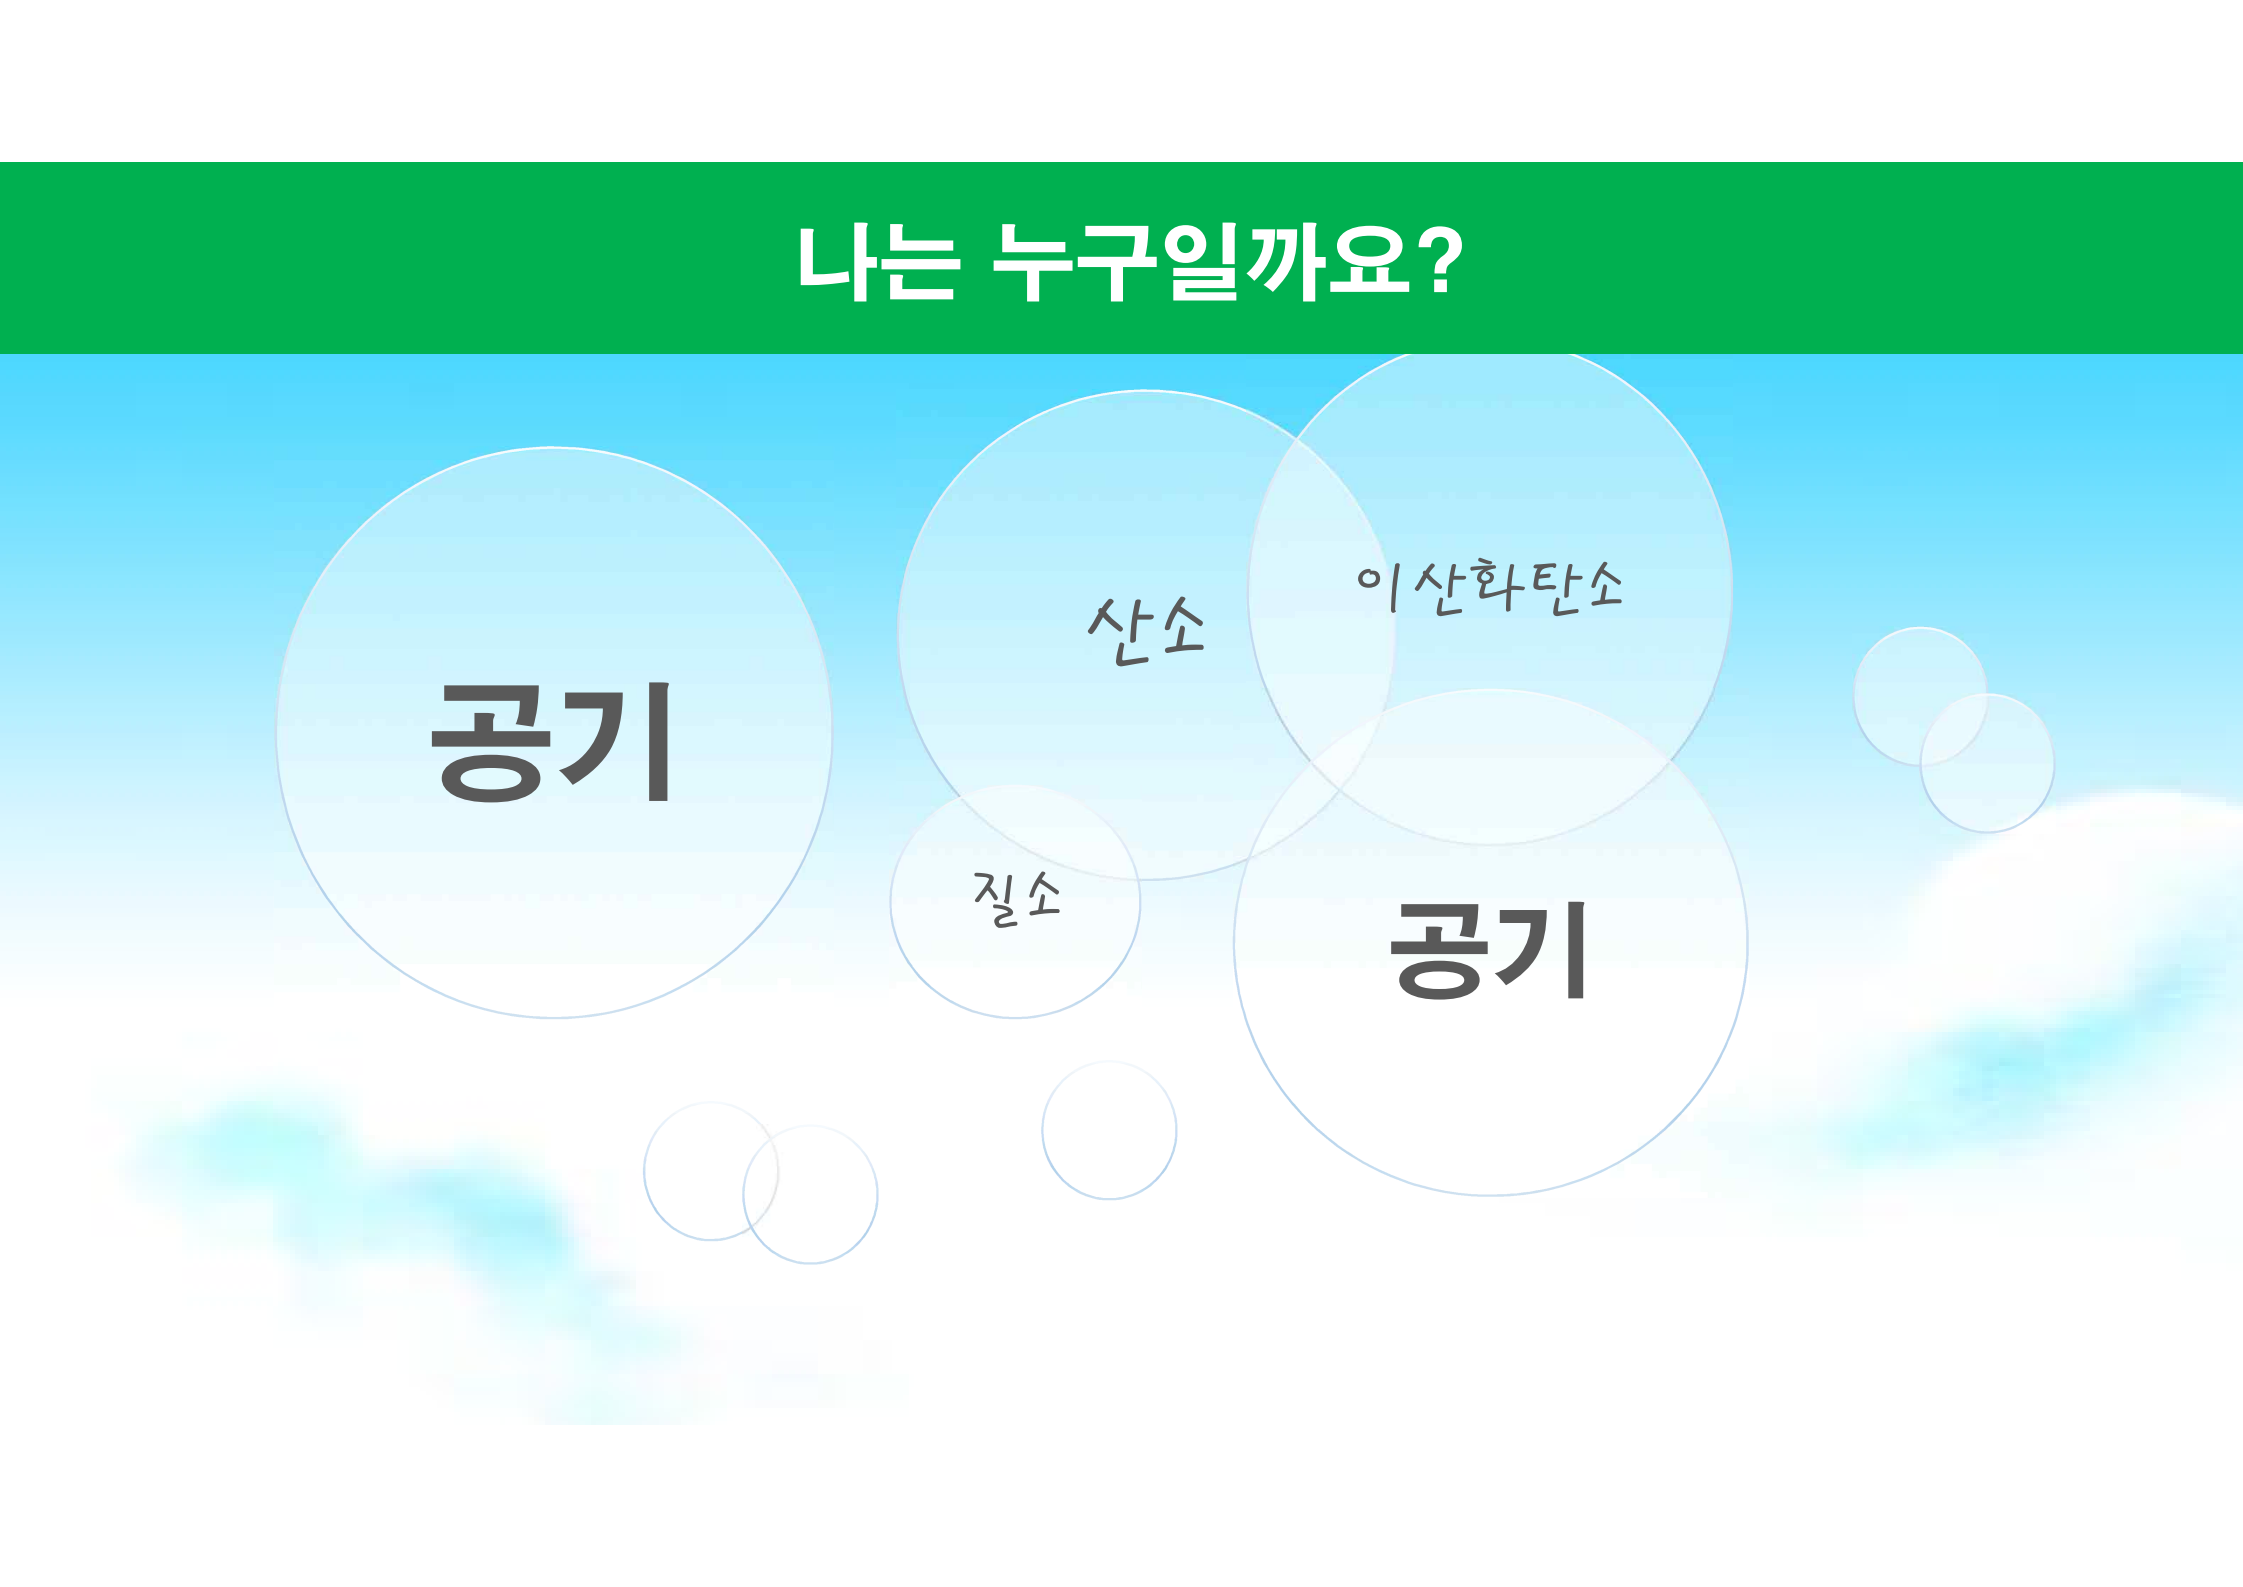 나는 누구일까요?
공기
산소
이산화탄소
질소
공기